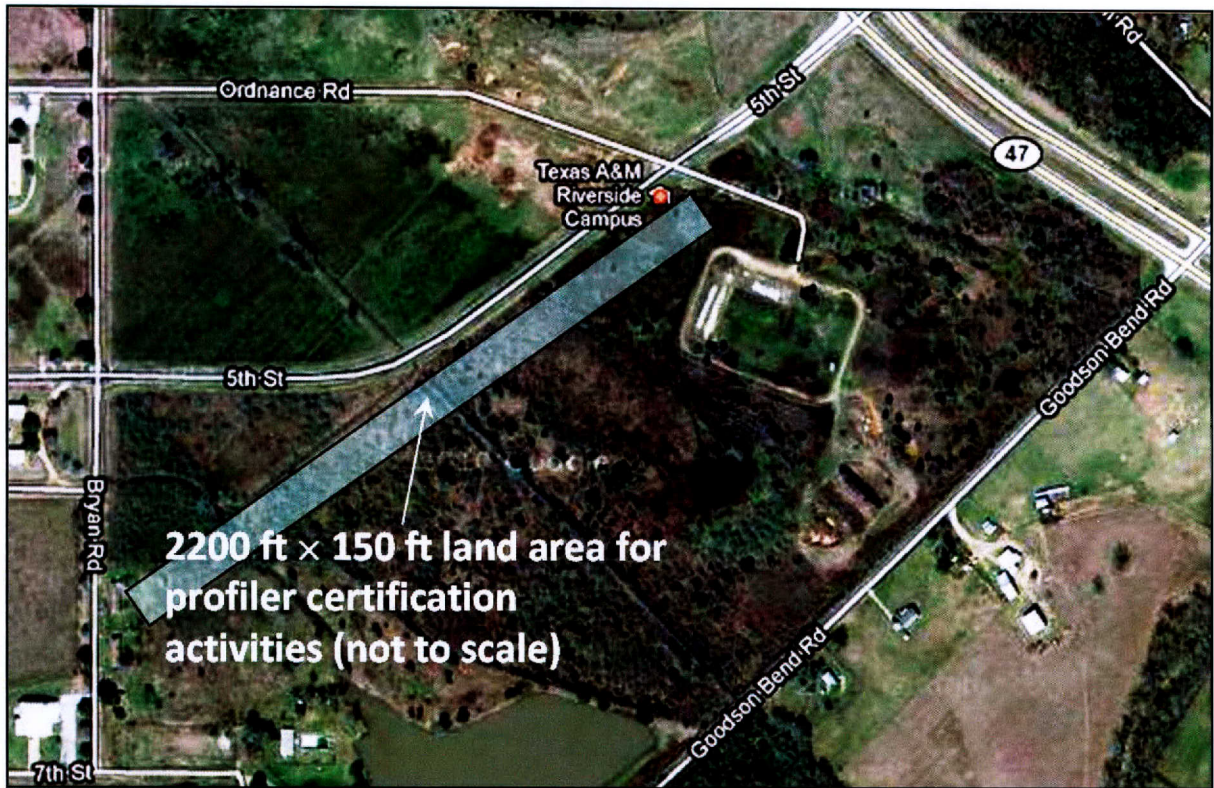 Ordnance Rd
5th St
47
Texas A&M
Riverside
Campus
Goodson Bend Rd
5th St
Bryan Rd
2200 ft × 150 ft land area for
profiler certification
activities (not to scale)
Goodson Bend Rd
7th St
Rd